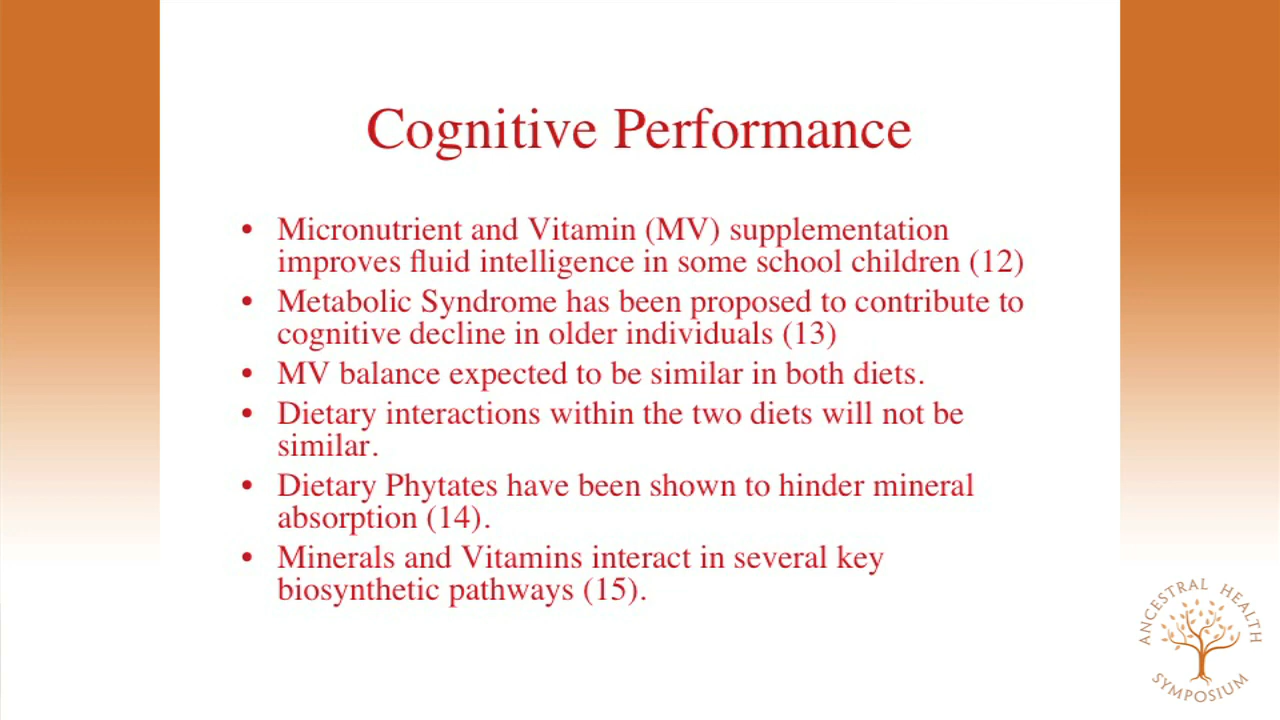 Cognitive Performance
• Micronutrient and Vitamin (MV) supplementation
improves fluid intelligence in some school children (12)
• Metabolic Syndrome has been proposed to contribute to
cognitive decline in older individuals (13)
• MV balance expected to be similar in both diets.
• Dietary interactions within the two diets will not be
similar.
• Dietary Phytates have been shown to hinder mineral
absorption (14).
• Minerals and Vitamins interact in several key
biosynthetic pathways (15).
ANCESTRAL HEALTH
SYMPOSIUM